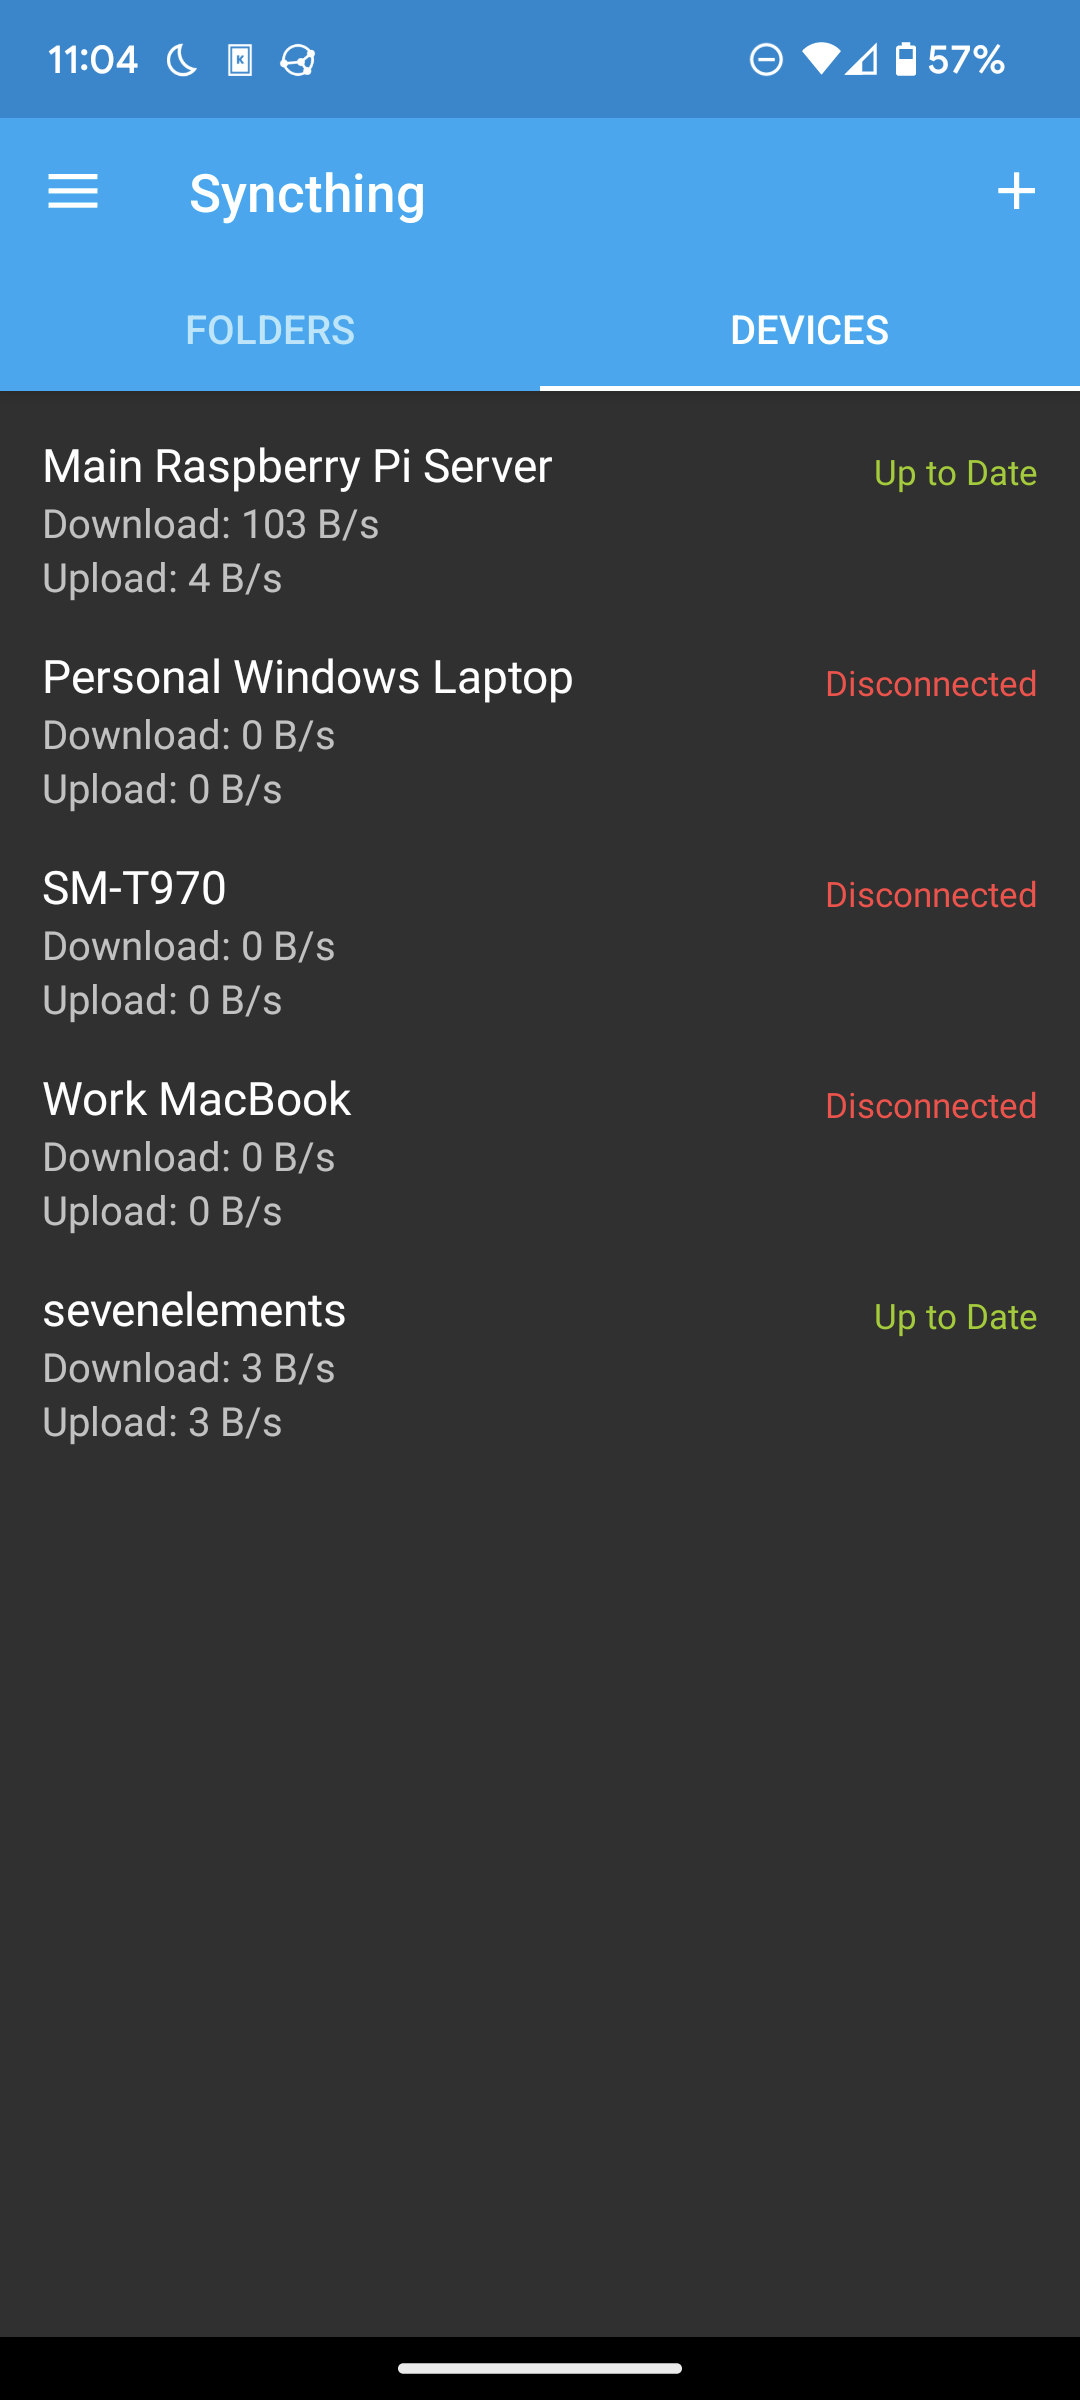 11:04 57%
Syncthing
FOLDERS DEVICES
Main Raspberry Pi Server Up to Date
Download: 103 B/s
Upload: 4 B/s
Personal Windows Laptop Disconnected
Download: 0 B/s
Upload: 0 B/s
SM-T970 Disconnected
Download: 0 B/s
Upload: 0 B/s
Work MacBook Disconnected
Download: 0 B/s
Upload: 0 B/s
sevenelements Up to Date
Download: 3 B/s
Upload: 3 B/s